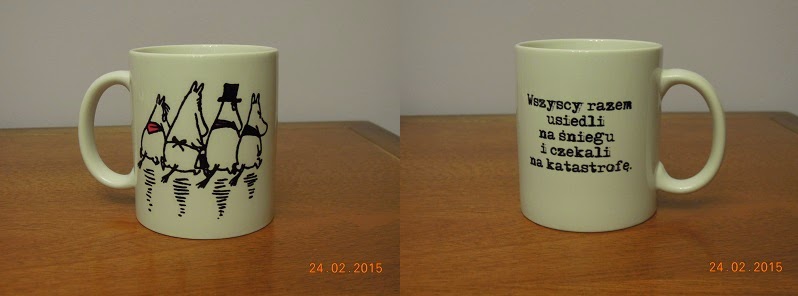 Wszyscy razem
usiedli
na śniegu
i czekali
na katastrofę.
24.02.2015
24.02.2015